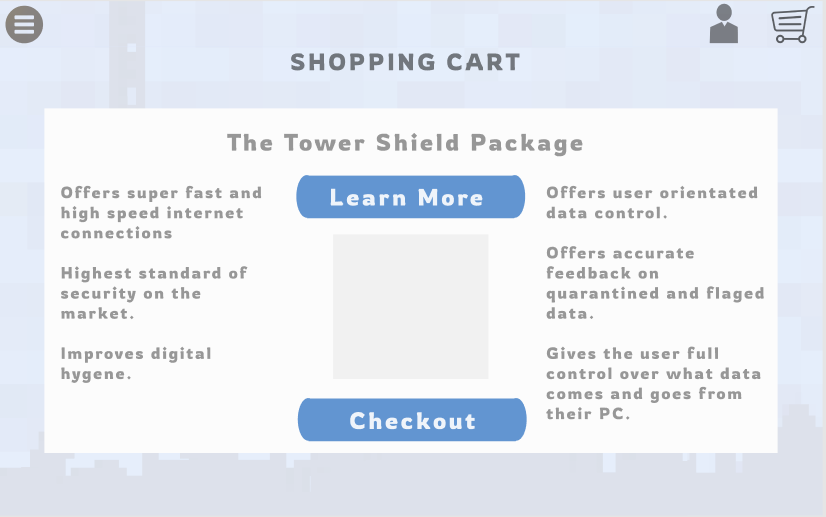 SHOPPING CART
The Tower Shield Package
Offers super fast and
high speed internet
connections
Highest standard of
security on the
market.
Improves digital
hygene.
Learn More
Checkout
Offers user orientated
data control.
Offers accurate
feedback on
quarantined and flaged
data.
Gives the user full
control over what data
comes and goes from
their PC.